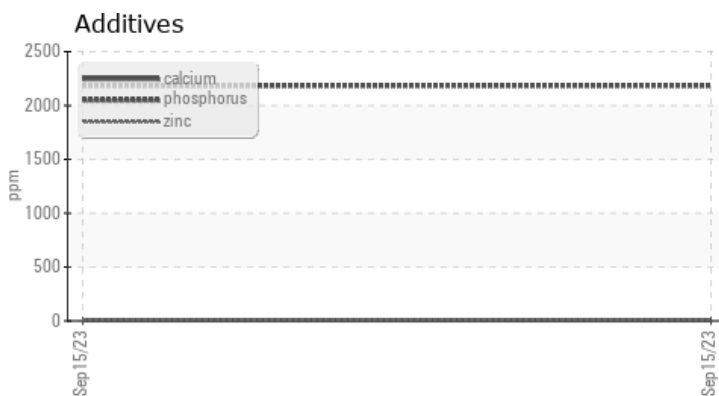 Additives
2500
2000
1500
1000
500
0
ppm
calcium
phosphorus
zinc
Sep15/23
Sep15/23